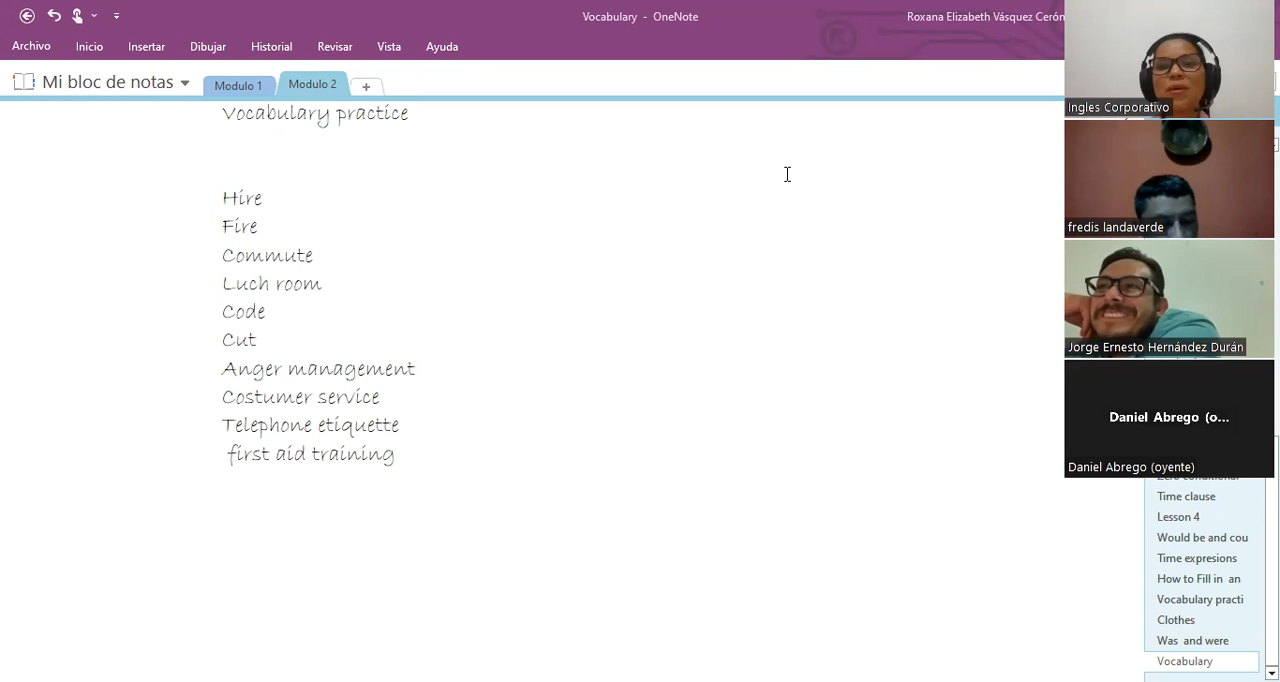 Vocabulary - OneNote
Roxana Elizabeth Vásquez Cerón
Archivo Inicio Insertar Dibujar Historial Revisar Vista Ayuda
Mi bloc de notas Modulo 1 Modulo 2 +
Vocabulary practice
Hire
Fire
Commute
Luch room
Code
Cut
Anger management
Costumer service
Telephone etiquette
first aid training
Ingles Corporativo
fredis landaverde
Jorge Ernesto Hernández Durán
Daniel Abrego (o...
Daniel Abrego (oyente)
Zero conditional
Time clause
Lesson 4
Would be and cou
Time expresions
How to Fill in an
Vocabulary practi
Clothes
Was and were
Vocabulary